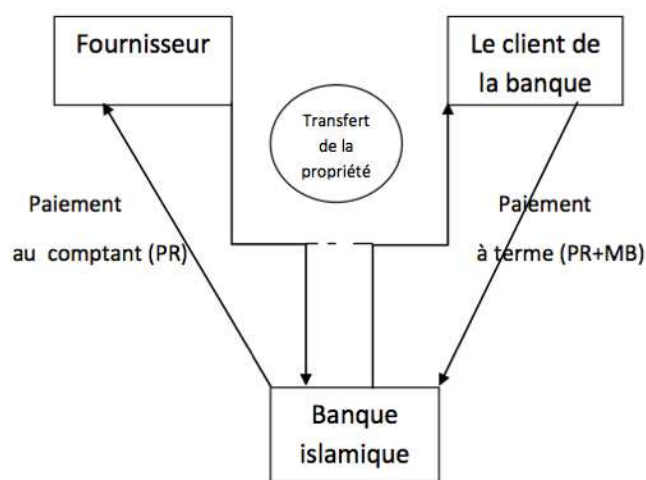 Fournisseur
Le client de
la banque
Transfert
de la
propriété
Paiement
au comptant (PR)
Paiement
à terme (PR+MB)
Banque
islamique